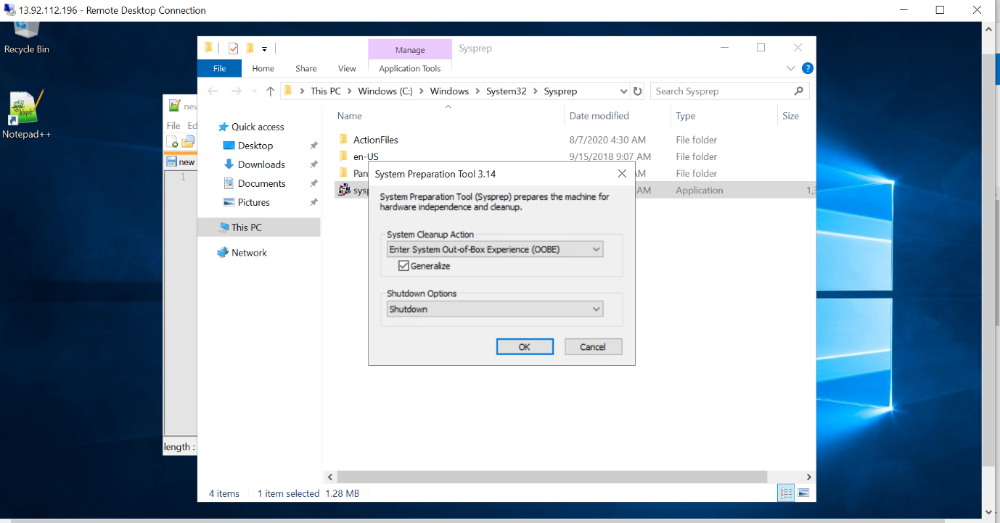 13.92.112.196 - Remote Desktop Connection
Recycle Bin
Notepad++
new
File Ed
new
1
length :
Manage Sysprep
File Home Share View Application Tools
This PC > Windows (C:) > Windows > System32 > Sysprep
Search Sysprep
Quick access
Desktop
Downloads
Documents
Pictures
This PC
Network
Name Date modified Type Size
ActionFiles 8/7/2020 4:30 AM File folder
en-US 9/15/2018 9:07 AM File folder
Pan AM File folder
sysp AM Application 1,3
System Preparation Tool 3.14
System Preparation Tool (Sysprep) prepares the machine for
hardware independence and cleanup.
System Cleanup Action
Enter System Out-of-Box Experience (OOBE)
Generalize
Shutdown Options
Shutdown
OK Cancel
4 items 1 item selected 1.28 MB